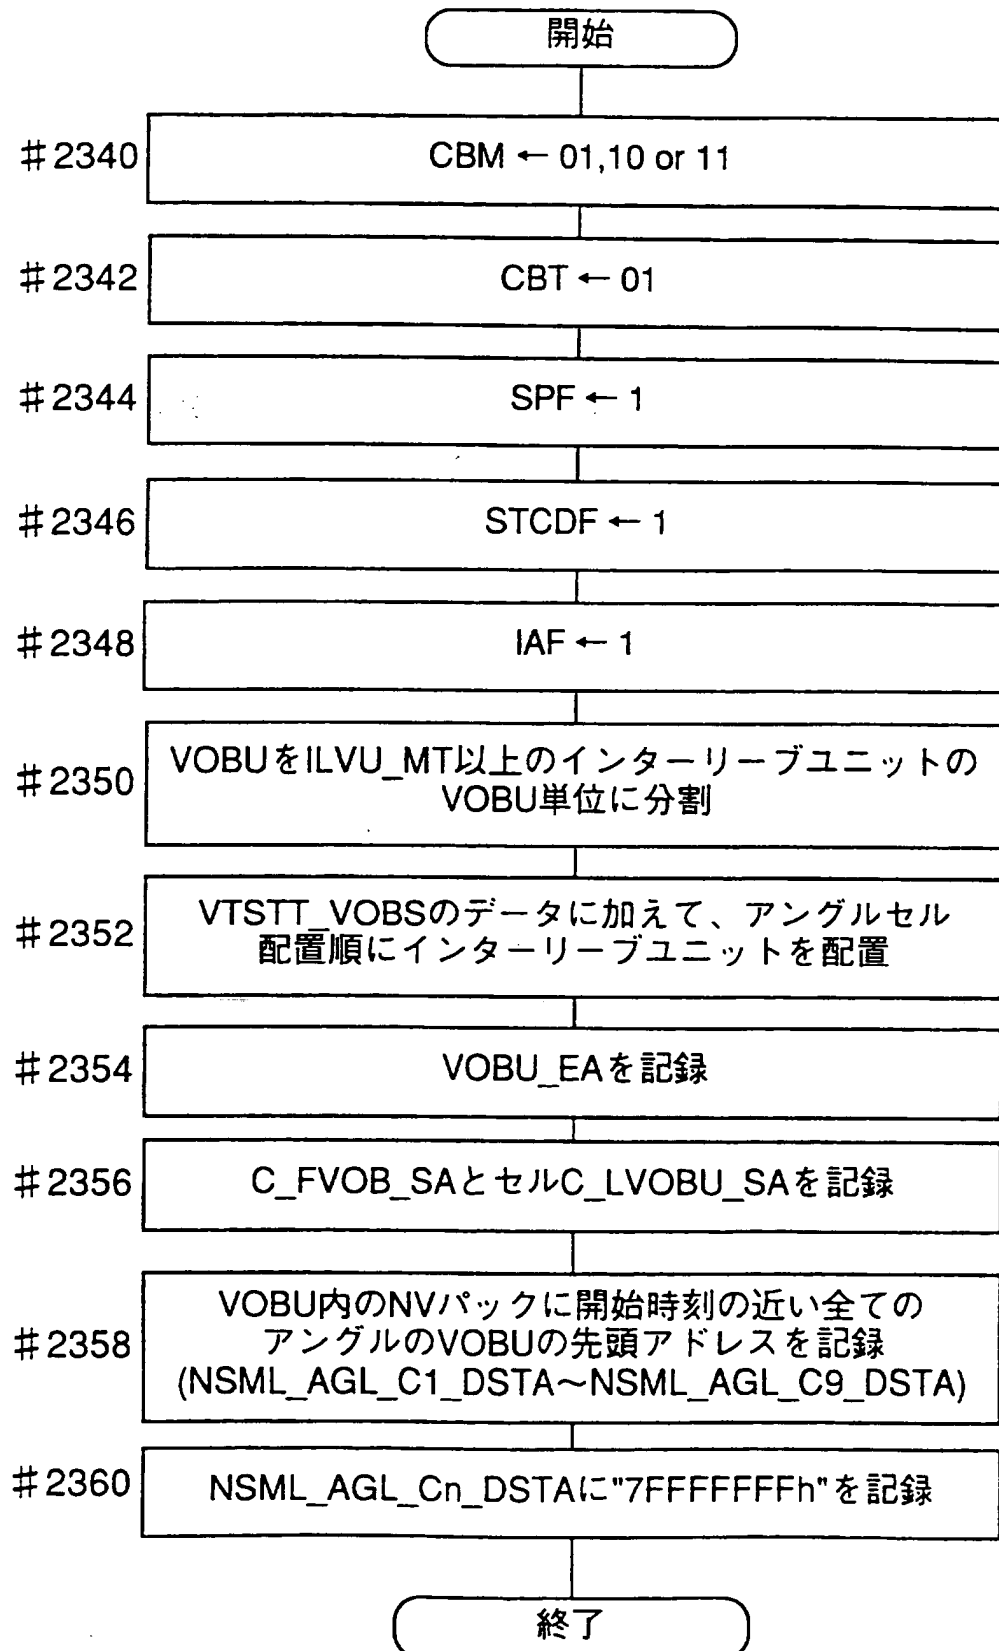 開始
#2340
CBM ← 01,10 or 11
#2342
CBT ← 01
#2344
SPF ← 1
#2346
STCDF ← 1
#2348
IAF ← 1
#2350
VOBUをILVU_MT以上のインターリーブユニットの
VOBU単位に分割
#2352
VTSTT_VOBSのデータに加えて、アングルセル
配置順にインターリーブユニットを配置
#2354
VOBU_EAを記録
#2356
C_FVOB_SAとセルC_LVOBU_SAを記録
#2358
VOBU内のNVパックに開始時刻の近い全ての
アングルのVOBUの先頭アドレスを記録
(NSML_AGL_C1_DSTA～NSML_AGL_C9_DSTA)
#2360
NSML_AGL_Cn_DSTAに"7FFFFFFFh"を記録
終了